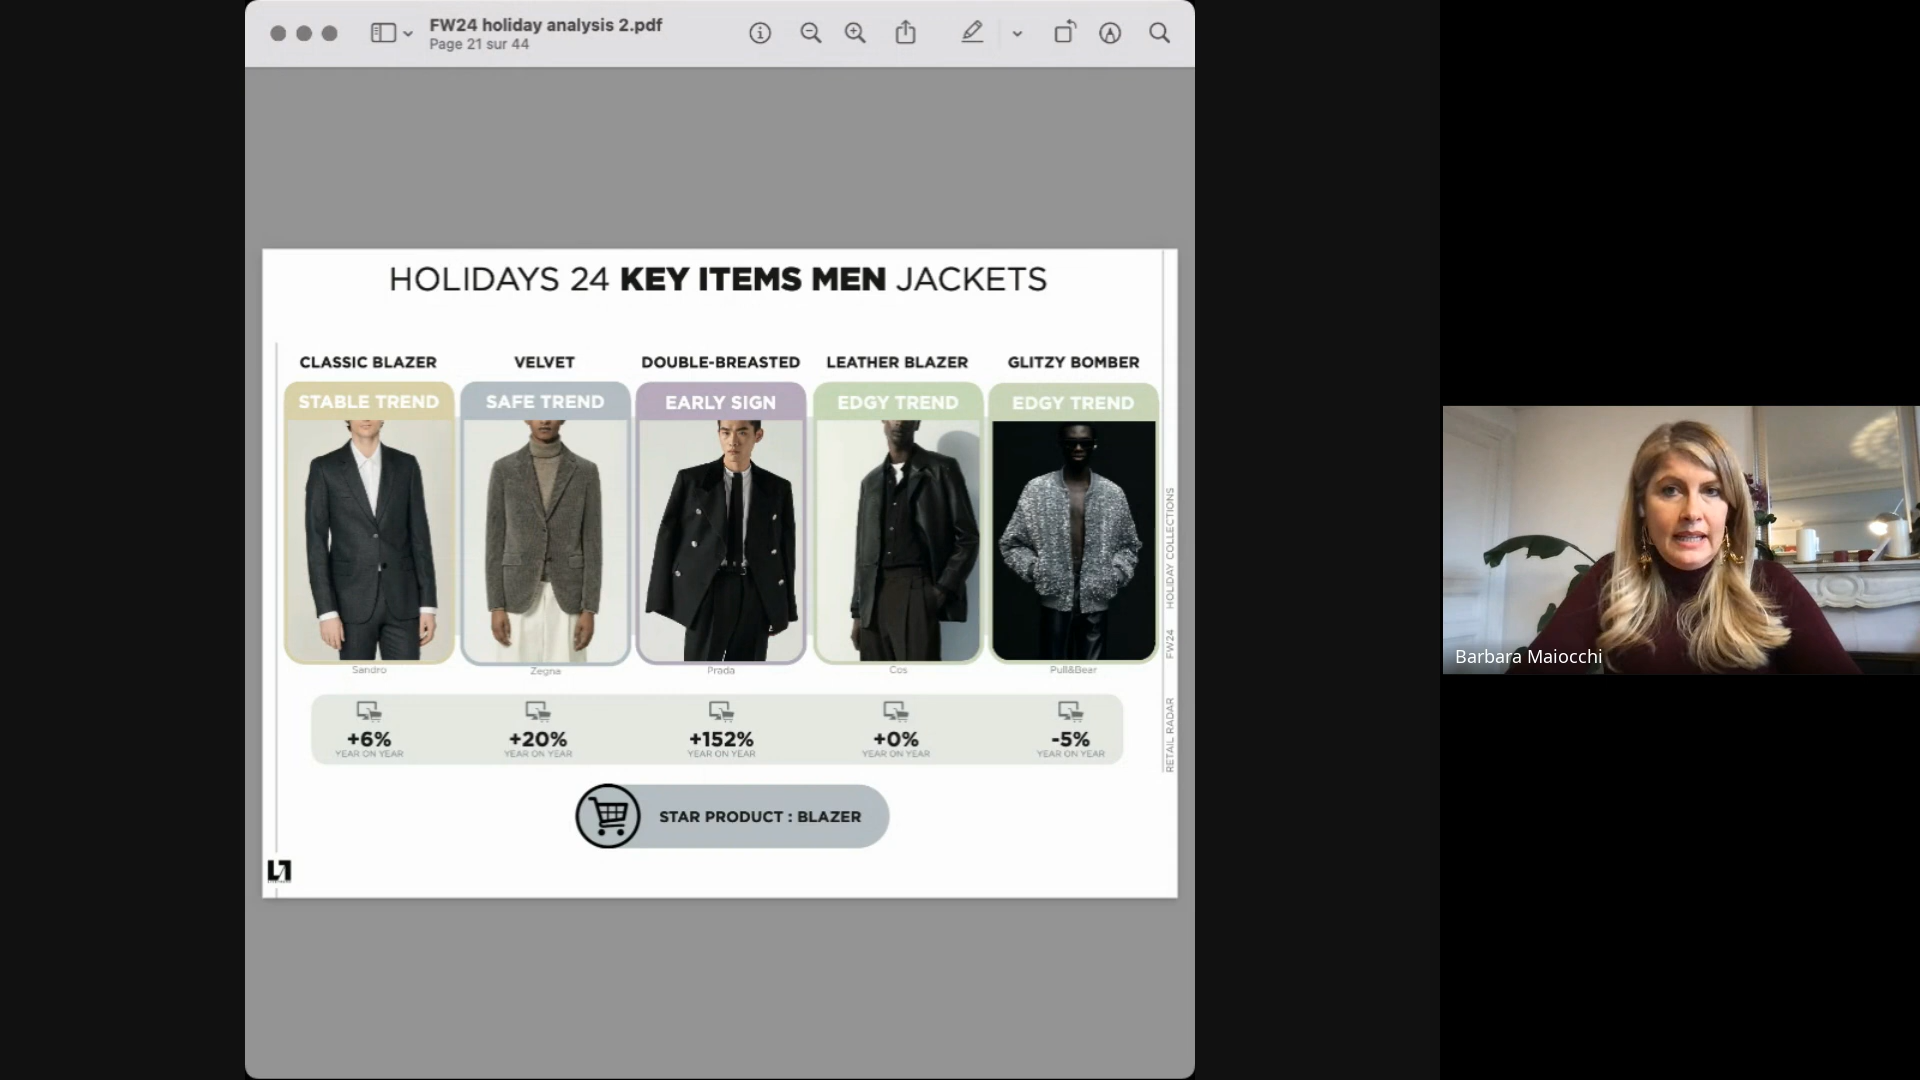 FW24 holiday analysis 2.pdf
Page 21 sur 44
HOLIDAYS 24 KEY ITEMS MEN JACKETS
CLASSIC BLAZER VELVET DOUBLE-BREASTED LEATHER BLAZER GLITZY BOMBER
STABLE TREND SAFE TREND EARLY SIGN EDGY TREND EDGY TREND
Sandro Zegna Prada Cos Pull&Bear
+6% +20% +152% +0% -5%
YEAR ON YEAR YEAR ON YEAR YEAR ON YEAR YEAR ON YEAR YEAR ON YEAR
STAR PRODUCT : BLAZER
RETAIL RADAR FW24 HOLIDAY COLLECTIONS
Barbara Maiocchi